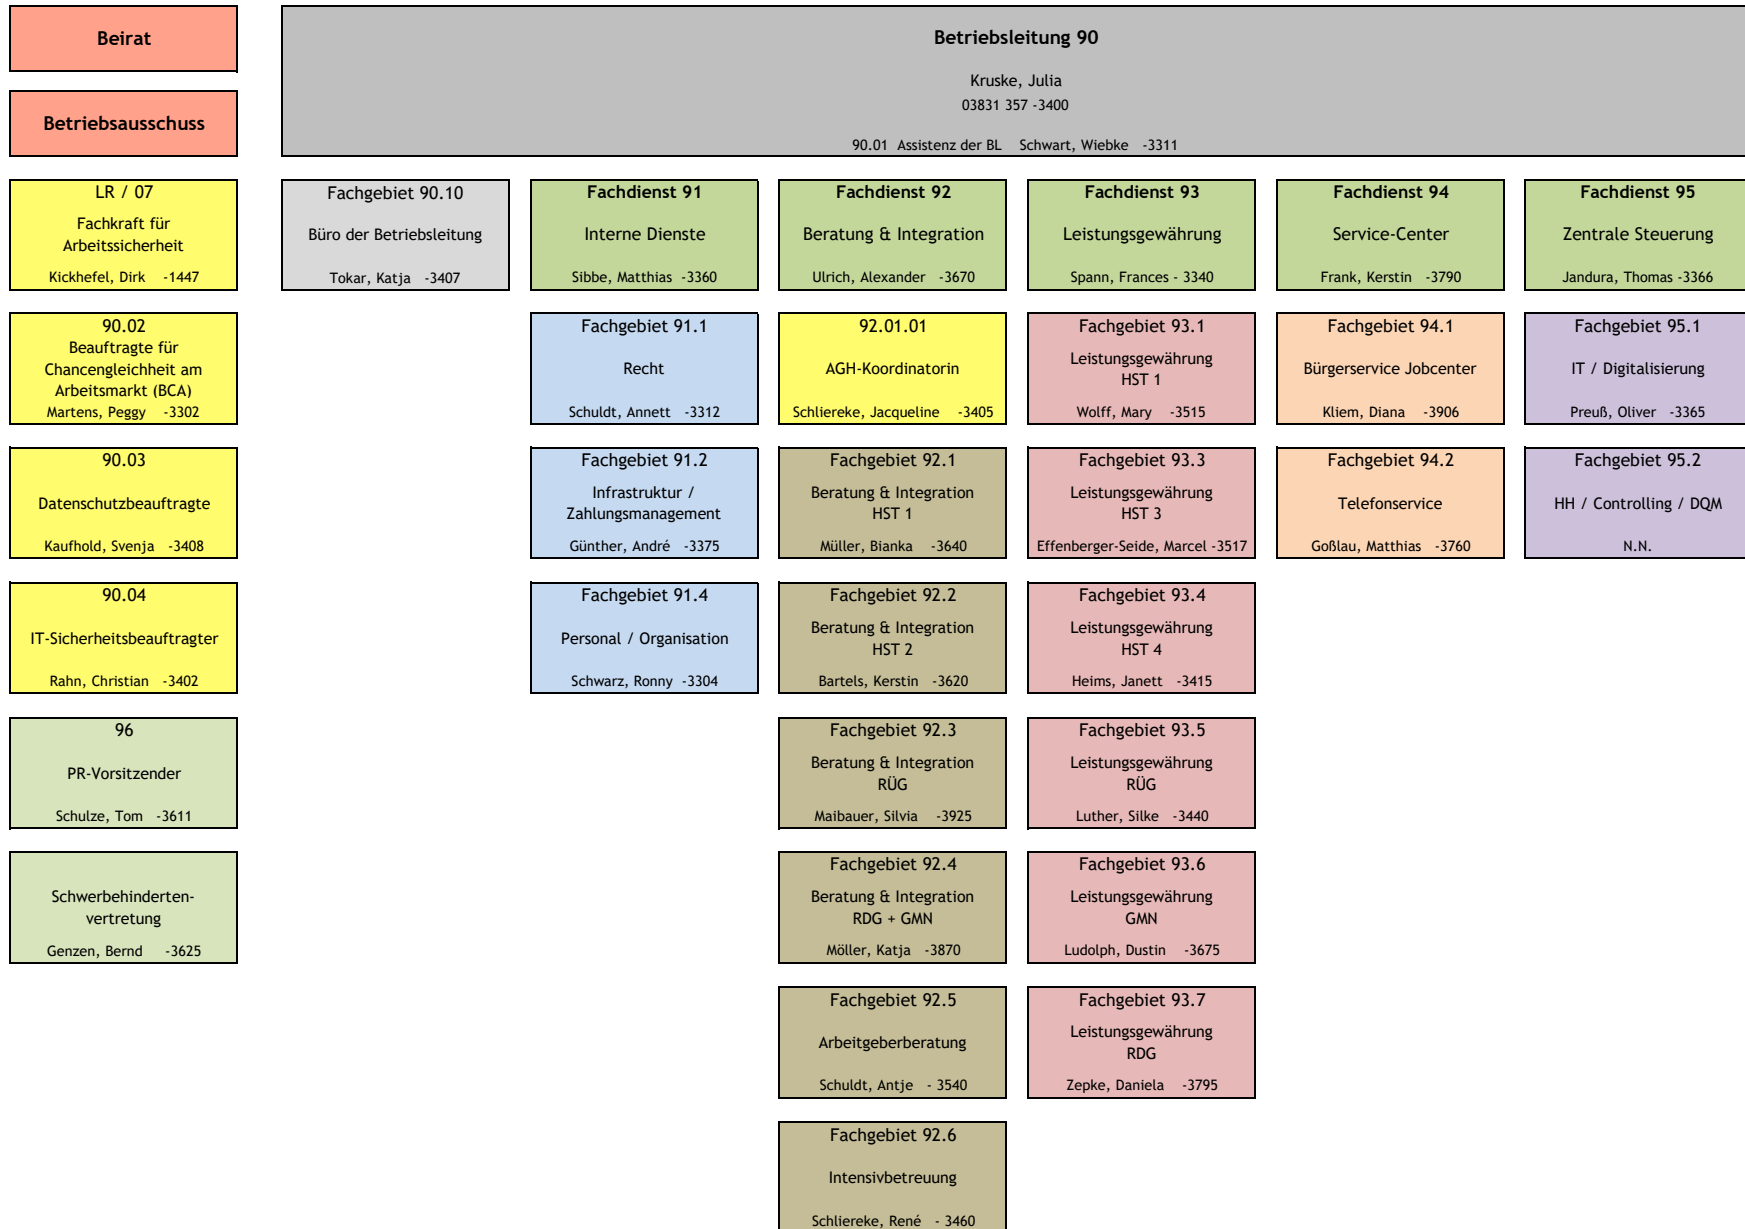 Beirat
Betriebsausschuss
Betriebsleitung 90
Kruske, Julia
03831 357 -3400
90.01 Assistenz der BL Schwart, Wiebke -3311
LR / 07
Fachkraft für
Arbeitssicherheit
Kickhefel, Dirk -1447
90.02
Beauftragte für
Chancengleichheit am
Arbeitsmarkt (BCA)
Martens, Peggy -3302
90.03
Datenschutzbeauftragte
Kaufhold, Svenja -3408
90.04
IT-Sicherheitsbeauftragter
Rahn, Christian -3402
96
PR-Vorsitzender
Schulze, Tom -3611
Schwerbehinderten-
vertretung
Genzen, Bernd -3625
Fachgebiet 90.10
Büro der Betriebsleitung
Tokar, Katja -3407
Fachdienst 91
Interne Dienste
Sibbe, Matthias -3360
Fachgebiet 91.1
Recht
Schuldt, Annett -3312
Fachgebiet 91.2
Infrastruktur /
Zahlungsmanagement
Günther, André -3375
Fachgebiet 91.4
Personal / Organisation
Schwarz, Ronny -3304
Fachdienst 92
Beratung & Integration
Ulrich, Alexander -3670
92.01.01
AGH-Koordinatorin
Schliereke, Jacqueline -3405
Fachgebiet 92.1
Beratung & Integration
HST 1
Müller, Bianka -3640
Fachgebiet 92.2
Beratung & Integration
HST 2
Bartels, Kerstin -3620
Fachgebiet 92.3
Beratung & Integration
RÜG
Maibauer, Silvia -3925
Fachgebiet 92.4
Beratung & Integration
RDG + GMN
Möller, Katja -3870
Fachgebiet 92.5
Arbeitgeberberatung
Schuldt, Antje - 3540
Fachgebiet 92.6
Intensivbetreuung
Schliereke, René - 3460
Fachdienst 93
Leistungsgewährung
Spann, Frances - 3340
Fachgebiet 93.1
Leistungsgewährung
HST 1
Wolff, Mary -3515
Fachgebiet 93.3
Leistungsgewährung
HST 3
Effenberger-Seide, Marcel -3517
Fachgebiet 93.4
Leistungsgewährung
HST 4
Heims, Janett -3415
Fachgebiet 93.5
Leistungsgewährung
RÜG
Luther, Silke -3440
Fachgebiet 93.6
Leistungsgewährung
GMN
Ludolph, Dustin -3675
Fachgebiet 93.7
Leistungsgewährung
RDG
Zepke, Daniela -3795
Fachdienst 94
Service-Center
Frank, Kerstin -3790
Fachgebiet 94.1
Bürgerservice Jobcenter
Kliem, Diana -3906
Fachgebiet 94.2
Telefonservice
Goßlau, Matthias -3760
Fachdienst 95
Zentrale Steuerung
Jandura, Thomas -3366
Fachgebiet 95.1
IT / Digitalisierung
Preuß, Oliver -3365
Fachgebiet 95.2
HH / Controlling / DQM
N.N.